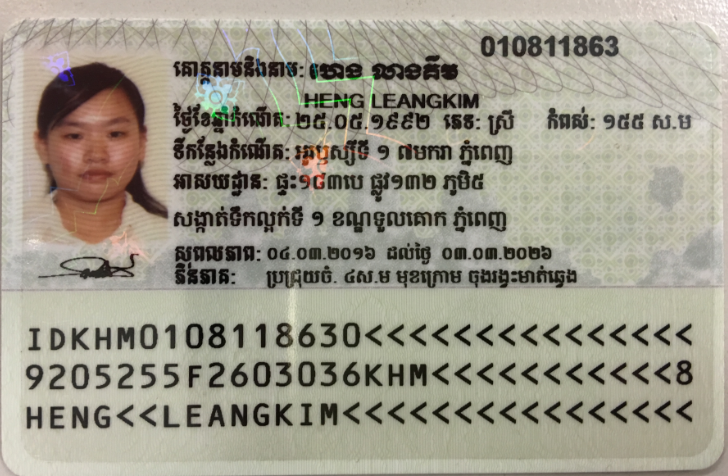 010811863
គោត្តនាមនិងនាម: ហេង លាងគីម
HENG LEANGKIM
ថ្ងៃខែឆ្នាំកំណើត: ២៥.០៥.១៩៩២ ភេទ: ស្រី កំពស់: ១៥៥ ស.ម
ទីកន្លែងកំណើត: អូរឫស្សីទី ១ ៧មករា ភ្នំពេញ
អាសយដ្ឋាន: ផ្ទះ១៨៣បេ ផ្លូវ១៣២ ភូមិ៥
សង្កាត់ទឹកល្អក់ទី ១ ខណ្ឌទួលគោក ភ្នំពេញ
សុពលភាព: ០៤.០៣.២០១៦ ដល់ថ្ងៃ ០៣.០៣.២០២៦
ភិនភាគ: ប្រជ្រុយចំ. ៤ស.ម មុខក្រោម ចុងរង្វះមាត់ឆ្វេង
IDKHM0108118630<<<<<<<<<<<<<<<
9205255F2603036KHM<<<<<<<<<<<8
HENG<<LEANGKIM<<<<<<<<<<<<<<<<